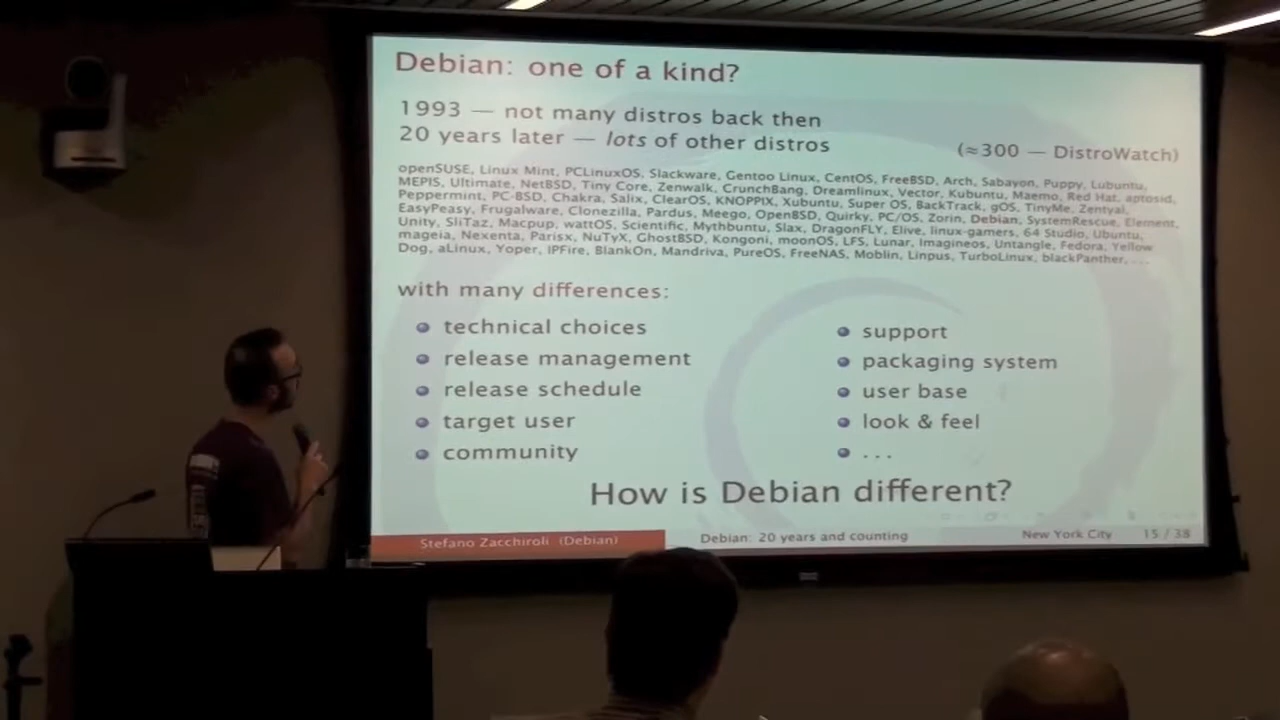 Debian: one of a kind?
1993 — not many distros back then
20 years later — lots of other distros (≈300 — DistroWatch)
openSUSE, Linux Mint, PCLinuxOS, Slackware, Gentoo Linux, CentOS, FreeBSD, Arch, Sabayon, Puppy, Lubuntu,
MEPIS, Ultimate, NetBSD, Tiny Core, Zenwalk, CrunchBang, Dreamlinux, Vector, Kubuntu, Maemo, Red Hat, aptosid,
Peppermint, PC-BSD, Chakra, Salix, ClearOS, KNOPPIX, Xubuntu, Super OS, BackTrack, gOS, TinyMe, Zentyal,
EasyPeasy, Frugalware, Clonezilla, Pardus, Meego, OpenBSD, Quirky, PC/OS, Zorin, Debian, SystemRescue, Element,
Unity, SliTaz, Macpup, wattOS, Scientific, Mythbuntu, Slax, DragonFLY, Elive, linux-gamers, 64 Studio, Ubuntu,
mageia, Nexenta, Parisx, NuTyX, GhostBSD, Kongoni, moonOS, LFS, Lunar, Imagineos, Untangle, Fedora, Yellow
Dog, aLinux, Yoper, IPFire, BlankOn, Mandriva, PureOS, FreeNAS, Moblin, Linpus, TurboLinux, blackPanther, ...
with many differences:
technical choices
release management
release schedule
target user
community
support
packaging system
user base
look & feel
...
How is Debian different?
Stefano Zacchiroli (Debian) Debian: 20 years and counting New York City 15 / 38